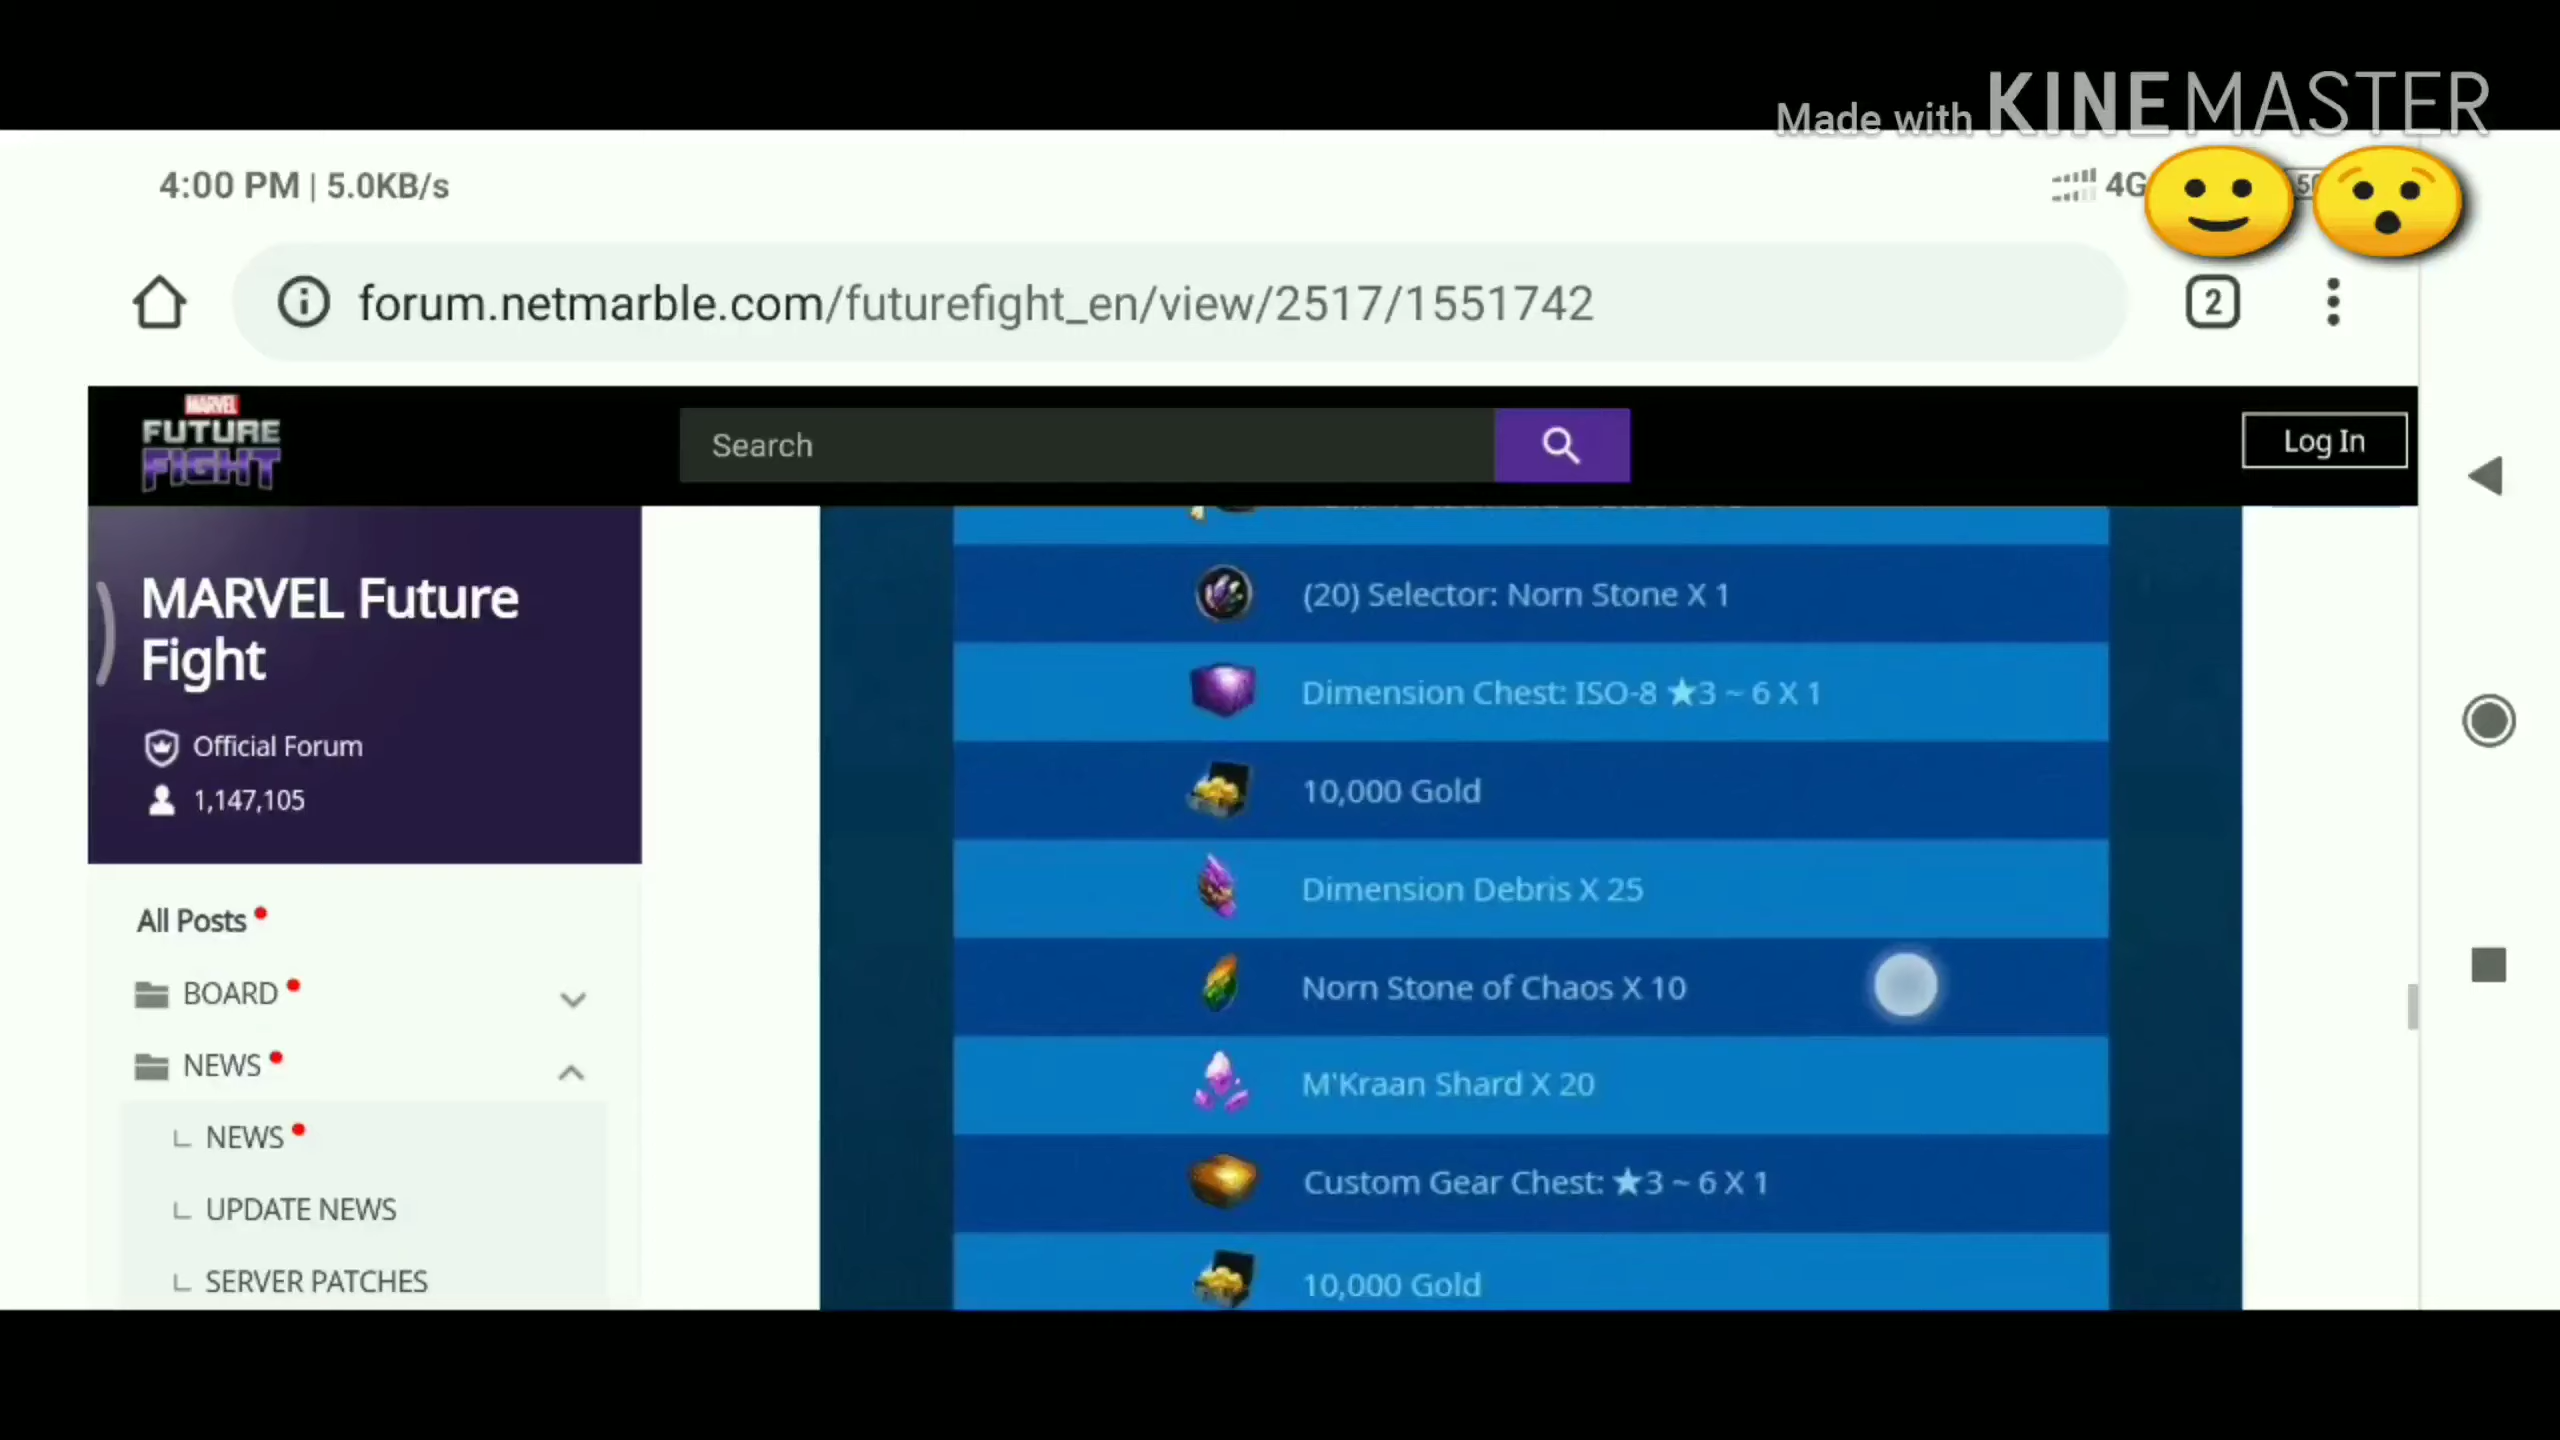 Made with KINEMASTER
4:00 PM | 5.0KB/s
4G
forum.netmarble.com/futurefight_en/view/2517/1551742
2
MARVEL
FUTURE
FIGHT
Search
Log In
MARVEL Future
Fight
Official Forum
1,147,105
All Posts
BOARD
NEWS
NEWS
UPDATE NEWS
SERVER PATCHES
(20) Selector: Norn Stone X 1
Dimension Chest: ISO-8 ★3 ~ 6 X 1
10,000 Gold
Dimension Debris X 25
Norn Stone of Chaos X 10
M'Kraan Shard X 20
Custom Gear Chest: ★3 ~ 6 X 1
10,000 Gold